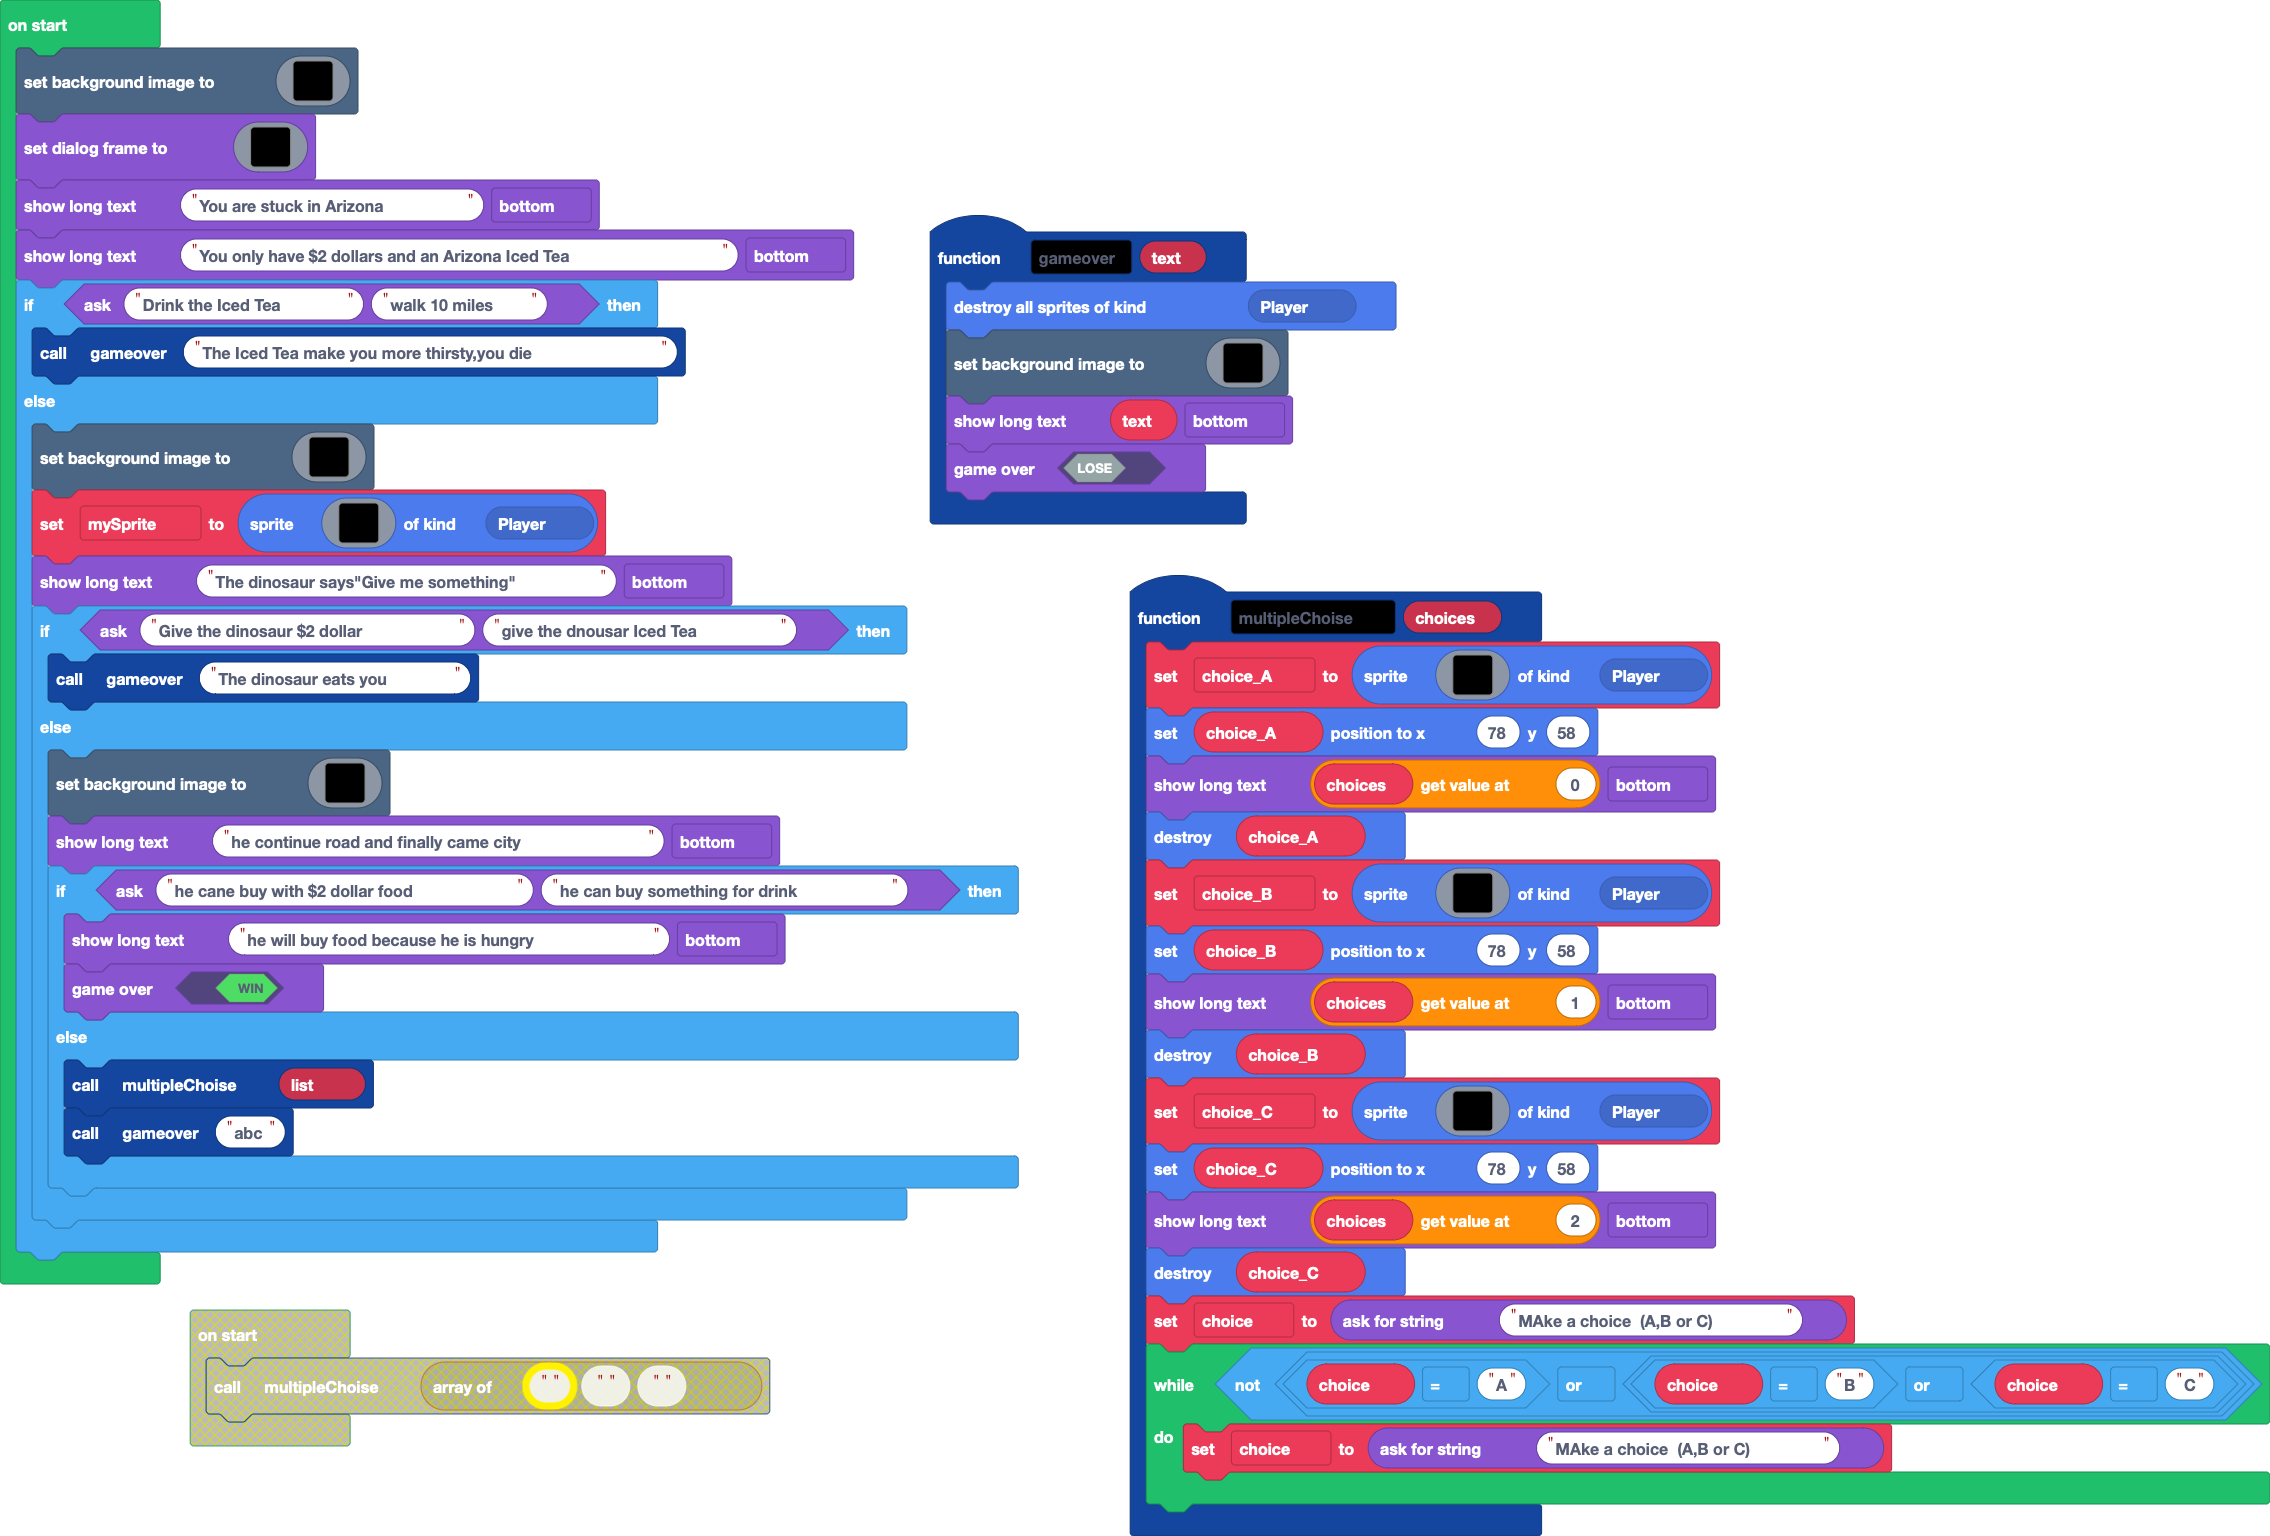 on start
set background image to
set dialog frame to
show long text "You are stuck in Arizona" bottom
show long text "You only have $2 dollars and an Arizona Iced Tea" bottom
if ask "Drink the Iced Tea" "walk 10 miles" then
call gameover "The Iced Tea make you more thirsty,you die"
else
set background image to
set mySprite to sprite of kind Player
show long text "The dinosaur says"Give me something"" bottom
if ask "Give the dinosaur $2 dollar" "give the dnousar Iced Tea" then
call gameover "The dinosaur eats you"
else
set background image to
show long text "he continue road and finally came city" bottom
if ask "he cane buy with $2 dollar food" "he can buy something for drink" then
show long text "he will buy food because he is hungry" bottom
game over WIN
else
call multipleChoise list
call gameover "abc"
on start
call multipleChoise array of "" "" ""
function gameover text
destroy all sprites of kind Player
set background image to
show long text text bottom
game over LOSE
function multipleChoise choices
set choice_A to sprite of kind Player
set choice_A position to x 78 y 58
show long text choices get value at 0 bottom
destroy choice_A
set choice_B to sprite of kind Player
set choice_B position to x 78 y 58
show long text choices get value at 1 bottom
destroy choice_B
set choice_C to sprite of kind Player
set choice_C position to x 78 y 58
show long text choices get value at 2 bottom
destroy choice_C
set choice to ask for string "MAke a choice (A,B or C)"
while not choice = "A" or choice = "B" or choice = "C"
do set choice to ask for string "MAke a choice (A,B or C)"